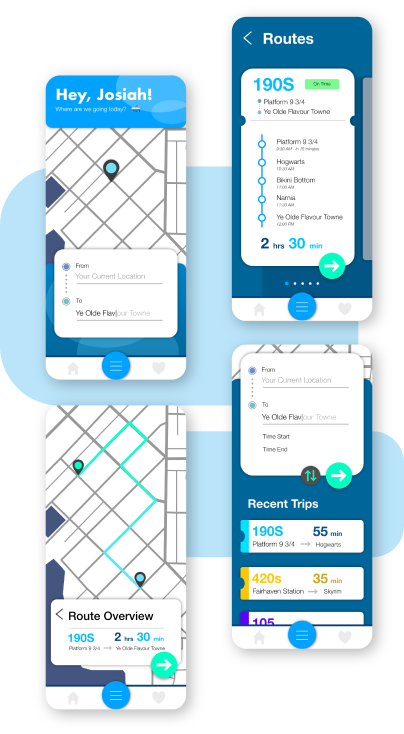 Hey, Josiah!
Where are we going today?
From
Your Current Location
To
Ye Olde Flav|our Towne
Routes
190S
On Time
Platform 9 3/4
Ye Olde Flavour Towne
Platform 9 3/4
9:30 AM - In 15 minutes
Hogwarts
10:30 AM
Bikini Bottom
11:00 AM
Narnia
11:30 AM
Ye Olde Flavour Towne
12:00 PM
2 hrs 30 min
Route Overview
190S
2 hrs 30 min
Platform 9 3/4 → Ye Olde Flavour Towne
From
Your Current Location
To
Ye Olde Flav|our Towne
Time Start
Time End
Recent Trips
190S
55 min
Platform 9 3/4 → Hogwarts
420s
35 min
Fairhaven Station → Skyrim
105